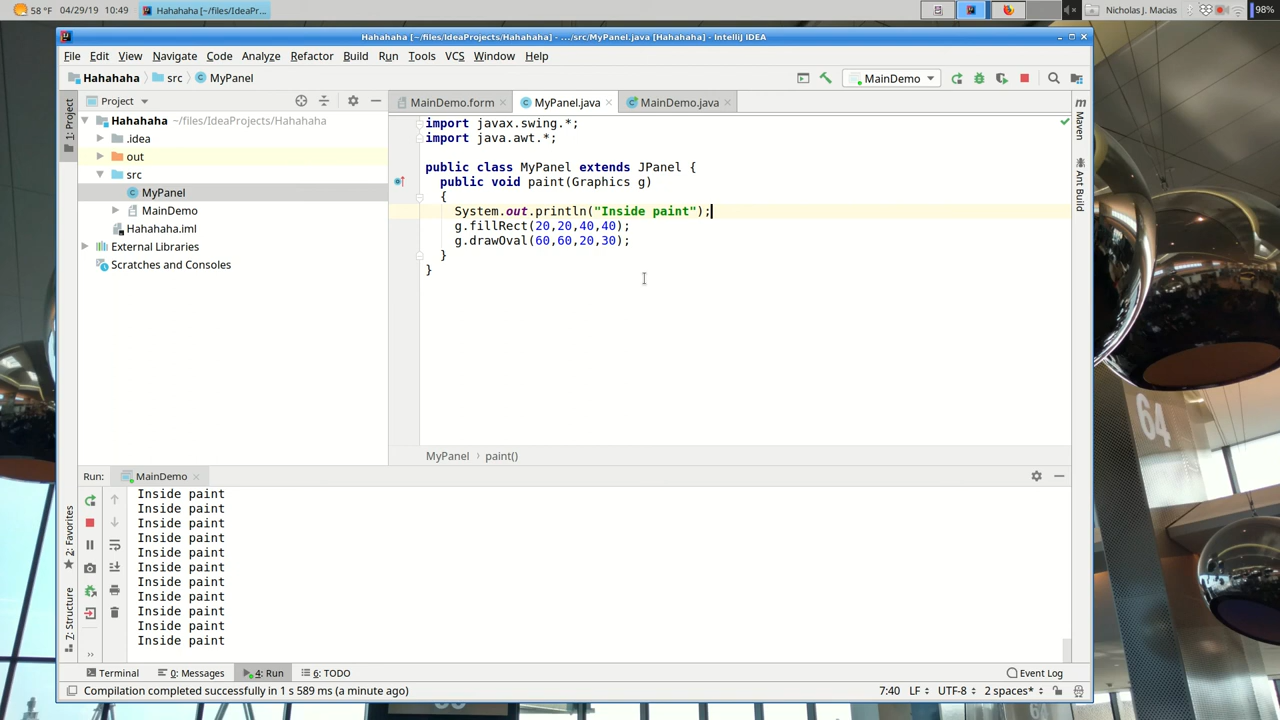 58 °F 04/29/19 10:49 Hahahaha [~/files/IdeaPr... Nicholas J. Macias 98%
Hahahaha [~/files/IdeaProjects/Hahahaha] - .../src/MyPanel.java [Hahahaha] - IntelliJ IDEA
File Edit View Navigate Code Analyze Refactor Build Run Tools VCS Window Help
Hahahaha src MyPanel MainDemo
1: Project
Project
MainDemo.form MyPanel.java MainDemo.java
Hahahaha ~/files/IdeaProjects/Hahahaha
.idea
out
src
MyPanel
MainDemo
Hahahaha.iml
External Libraries
Scratches and Consoles
import javax.swing.*;
import java.awt.*;
public class MyPanel extends JPanel {
public void paint(Graphics g)
{
System.out.println("Inside paint");
g.fillRect(20,20,40,40);
g.drawOval(60,60,20,30);
}
}
m
Maven
Ant Build
64
MyPanel paint()
Run: MainDemo
Inside paint
Inside paint
Inside paint
Inside paint
Inside paint
Inside paint
Inside paint
Inside paint
Inside paint
Inside paint
Inside paint
2: Favorites
7: Structure
Terminal 0: Messages 4: Run 6: TODO Event Log
Compilation completed successfully in 1 s 589 ms (a minute ago) 7:40 LF UTF-8 2 spaces*